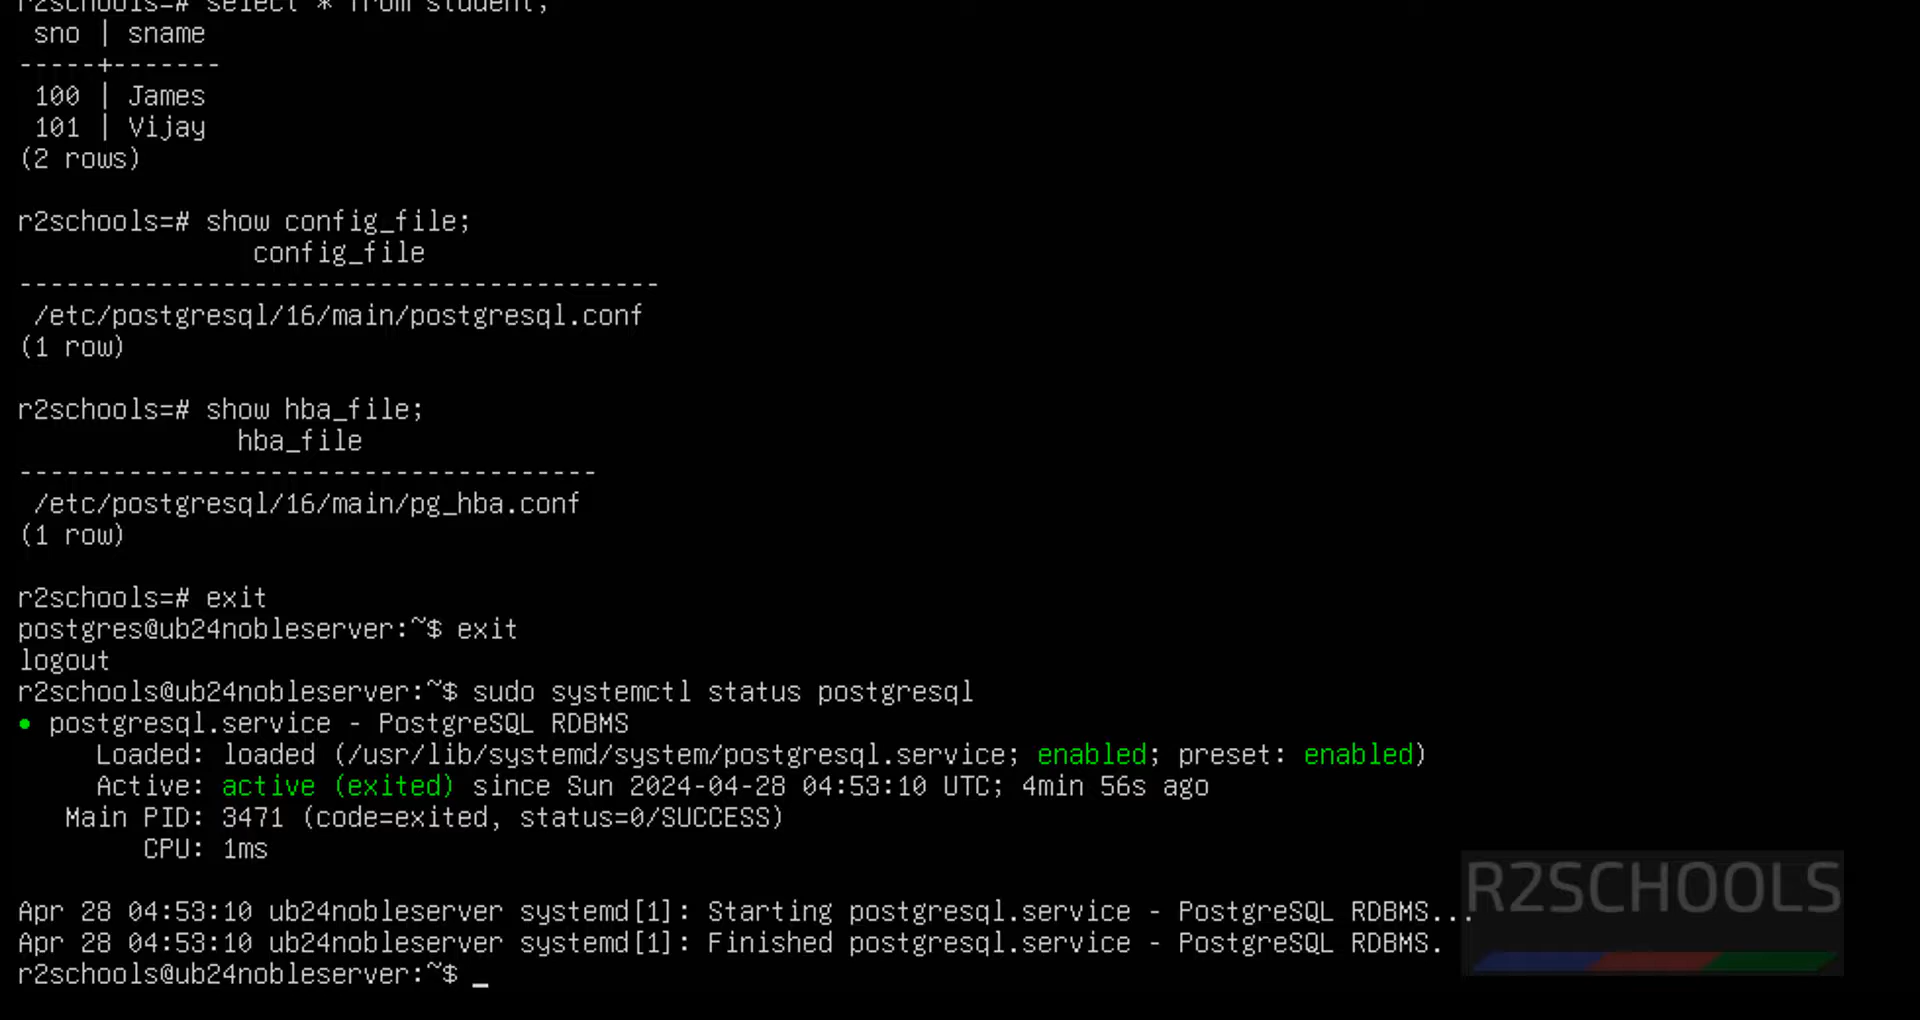 r2schools=# select * from student;
 sno | sname
-----+-------
 100 | James
 101 | Vijay
(2 rows)

r2schools=# show config_file;
               config_file
-----------------------------------------
 /etc/postgresql/16/main/postgresql.conf
(1 row)

r2schools=# show hba_file;
              hba_file
-------------------------------------
 /etc/postgresql/16/main/pg_hba.conf
(1 row)

r2schools=# exit
postgres@ub24nobleserver:~$ exit
logout
r2schools@ub24nobleserver:~$ sudo systemctl status postgresql
● postgresql.service - PostgreSQL RDBMS
     Loaded: loaded (/usr/lib/systemd/system/postgresql.service; enabled; preset: enabled)
     Active: active (exited) since Sun 2024-04-28 04:53:10 UTC; 4min 56s ago
   Main PID: 3471 (code=exited, status=0/SUCCESS)
        CPU: 1ms

Apr 28 04:53:10 ub24nobleserver systemd[1]: Starting postgresql.service - PostgreSQL RDBMS...
Apr 28 04:53:10 ub24nobleserver systemd[1]: Finished postgresql.service - PostgreSQL RDBMS.
r2schools@ub24nobleserver:~$ _
R2SCHOOLS